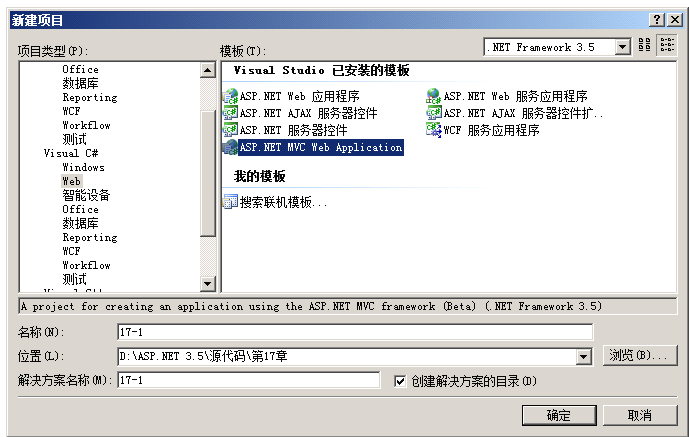 新建项目
项目类型(P):
模板(T):
.NET Framework 3.5
Office
数据库
Reporting
WCF
Workflow
测试
Visual C#
Windows
Web
智能设备
Office
数据库
Reporting
WCF
Workflow
测试
Visual Studio 已安装的模板
ASP.NET Web 应用程序
ASP.NET Web 服务应用程序
ASP.NET AJAX 服务器控件
ASP.NET AJAX 服务器控件扩..
ASP.NET 服务器控件
WCF 服务应用程序
ASP.NET MVC Web Application
我的模板
搜索联机模板...
A project for creating an application using the ASP.NET MVC framework (Beta) (.NET Framework 3.5)
名称(N):
17-1
位置(L):
D:\ASP.NET 3.5\源代码\第17章
浏览(B)...
解决方案名称(M):
17-1
创建解决方案的目录(D)
确定
取消